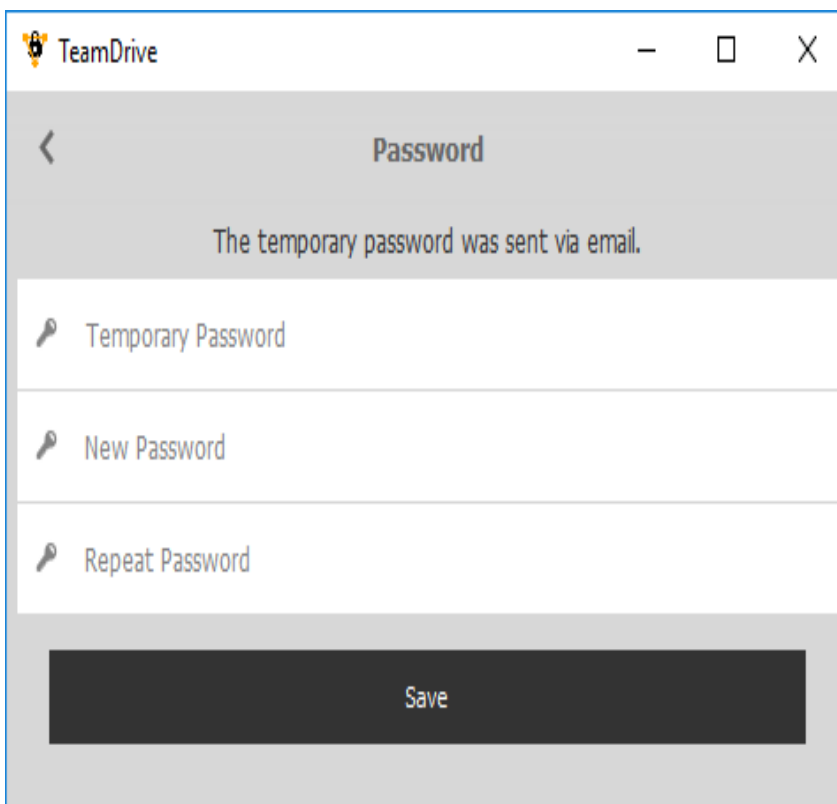 TeamDrive
Password
The temporary password was sent via email.
Temporary Password
New Password
Repeat Password
Save